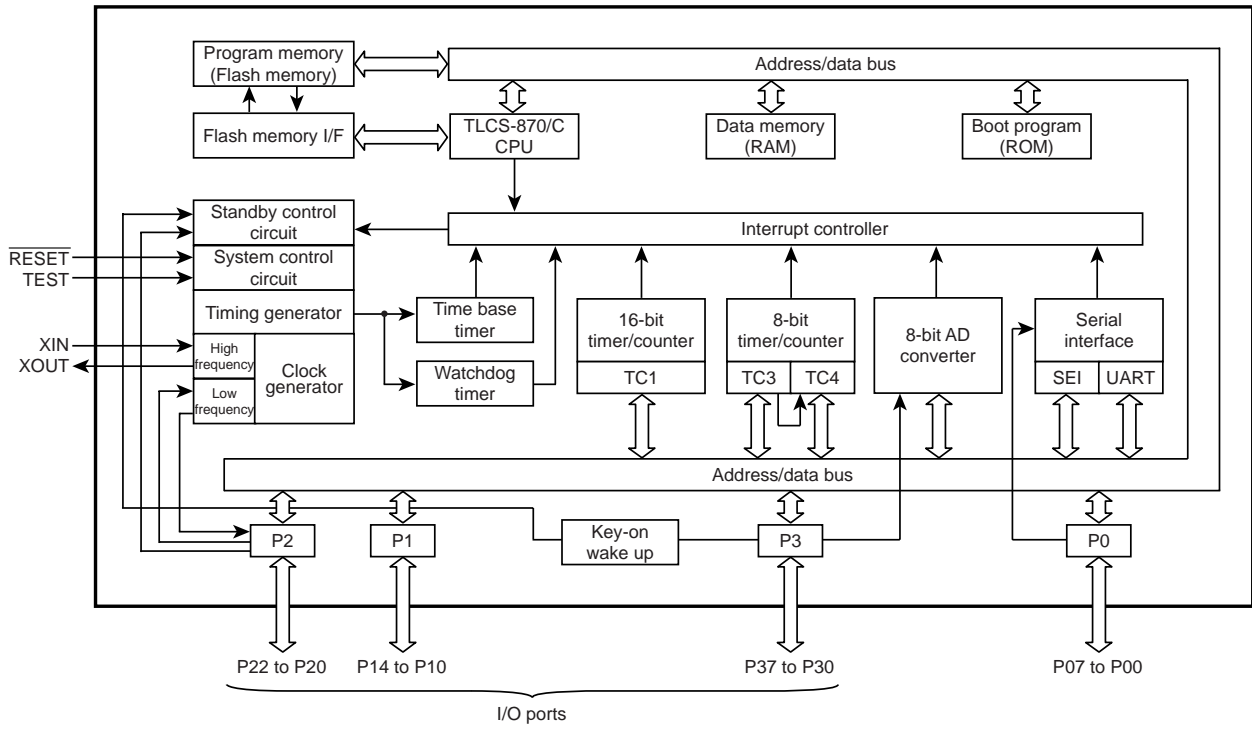 Program memory
(Flash memory)
Address/data bus
Flash memory I/F
TLCS-870/C
CPU
Data memory
(RAM)
Boot program
(ROM)
Standby control
circuit
Interrupt controller
RESET
TEST
System control
circuit
Timing generator
Time base
timer
16-bit
timer/counter
8-bit
timer/counter
8-bit AD
converter
Serial
interface
XIN
XOUT
High
frequency
Clock
generator
Low
frequency
Watchdog
timer
TC1
TC3
TC4
SEI
UART
Address/data bus
P2
P1
Key-on
wake up
P3
P0
P22 to P20
P14 to P10
P37 to P30
P07 to P00
I/O ports